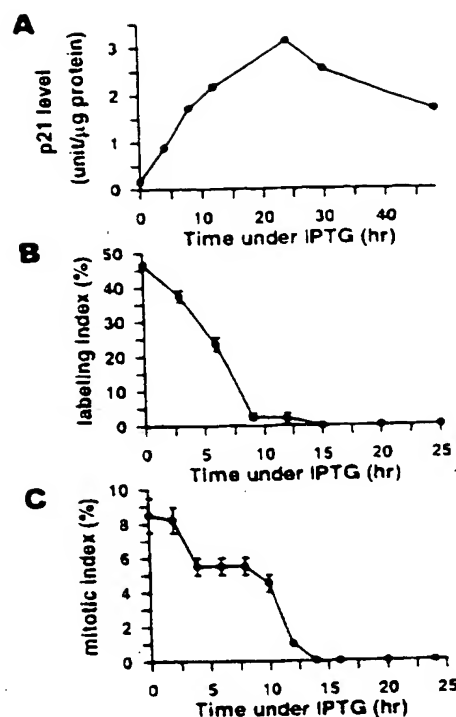 A
p21 level
(unit/µg protein)
3
2
1
0
0 10 20 30 40
Time under IPTG (hr)
B
labeling index (%)
50
40
30
20
10
0
0 5 10 15 20 25
Time under IPTG (hr)
C
mitotic index (%)
10
8
6
4
2
0
0 5 10 15 20 25
Time under IPTG (hr)